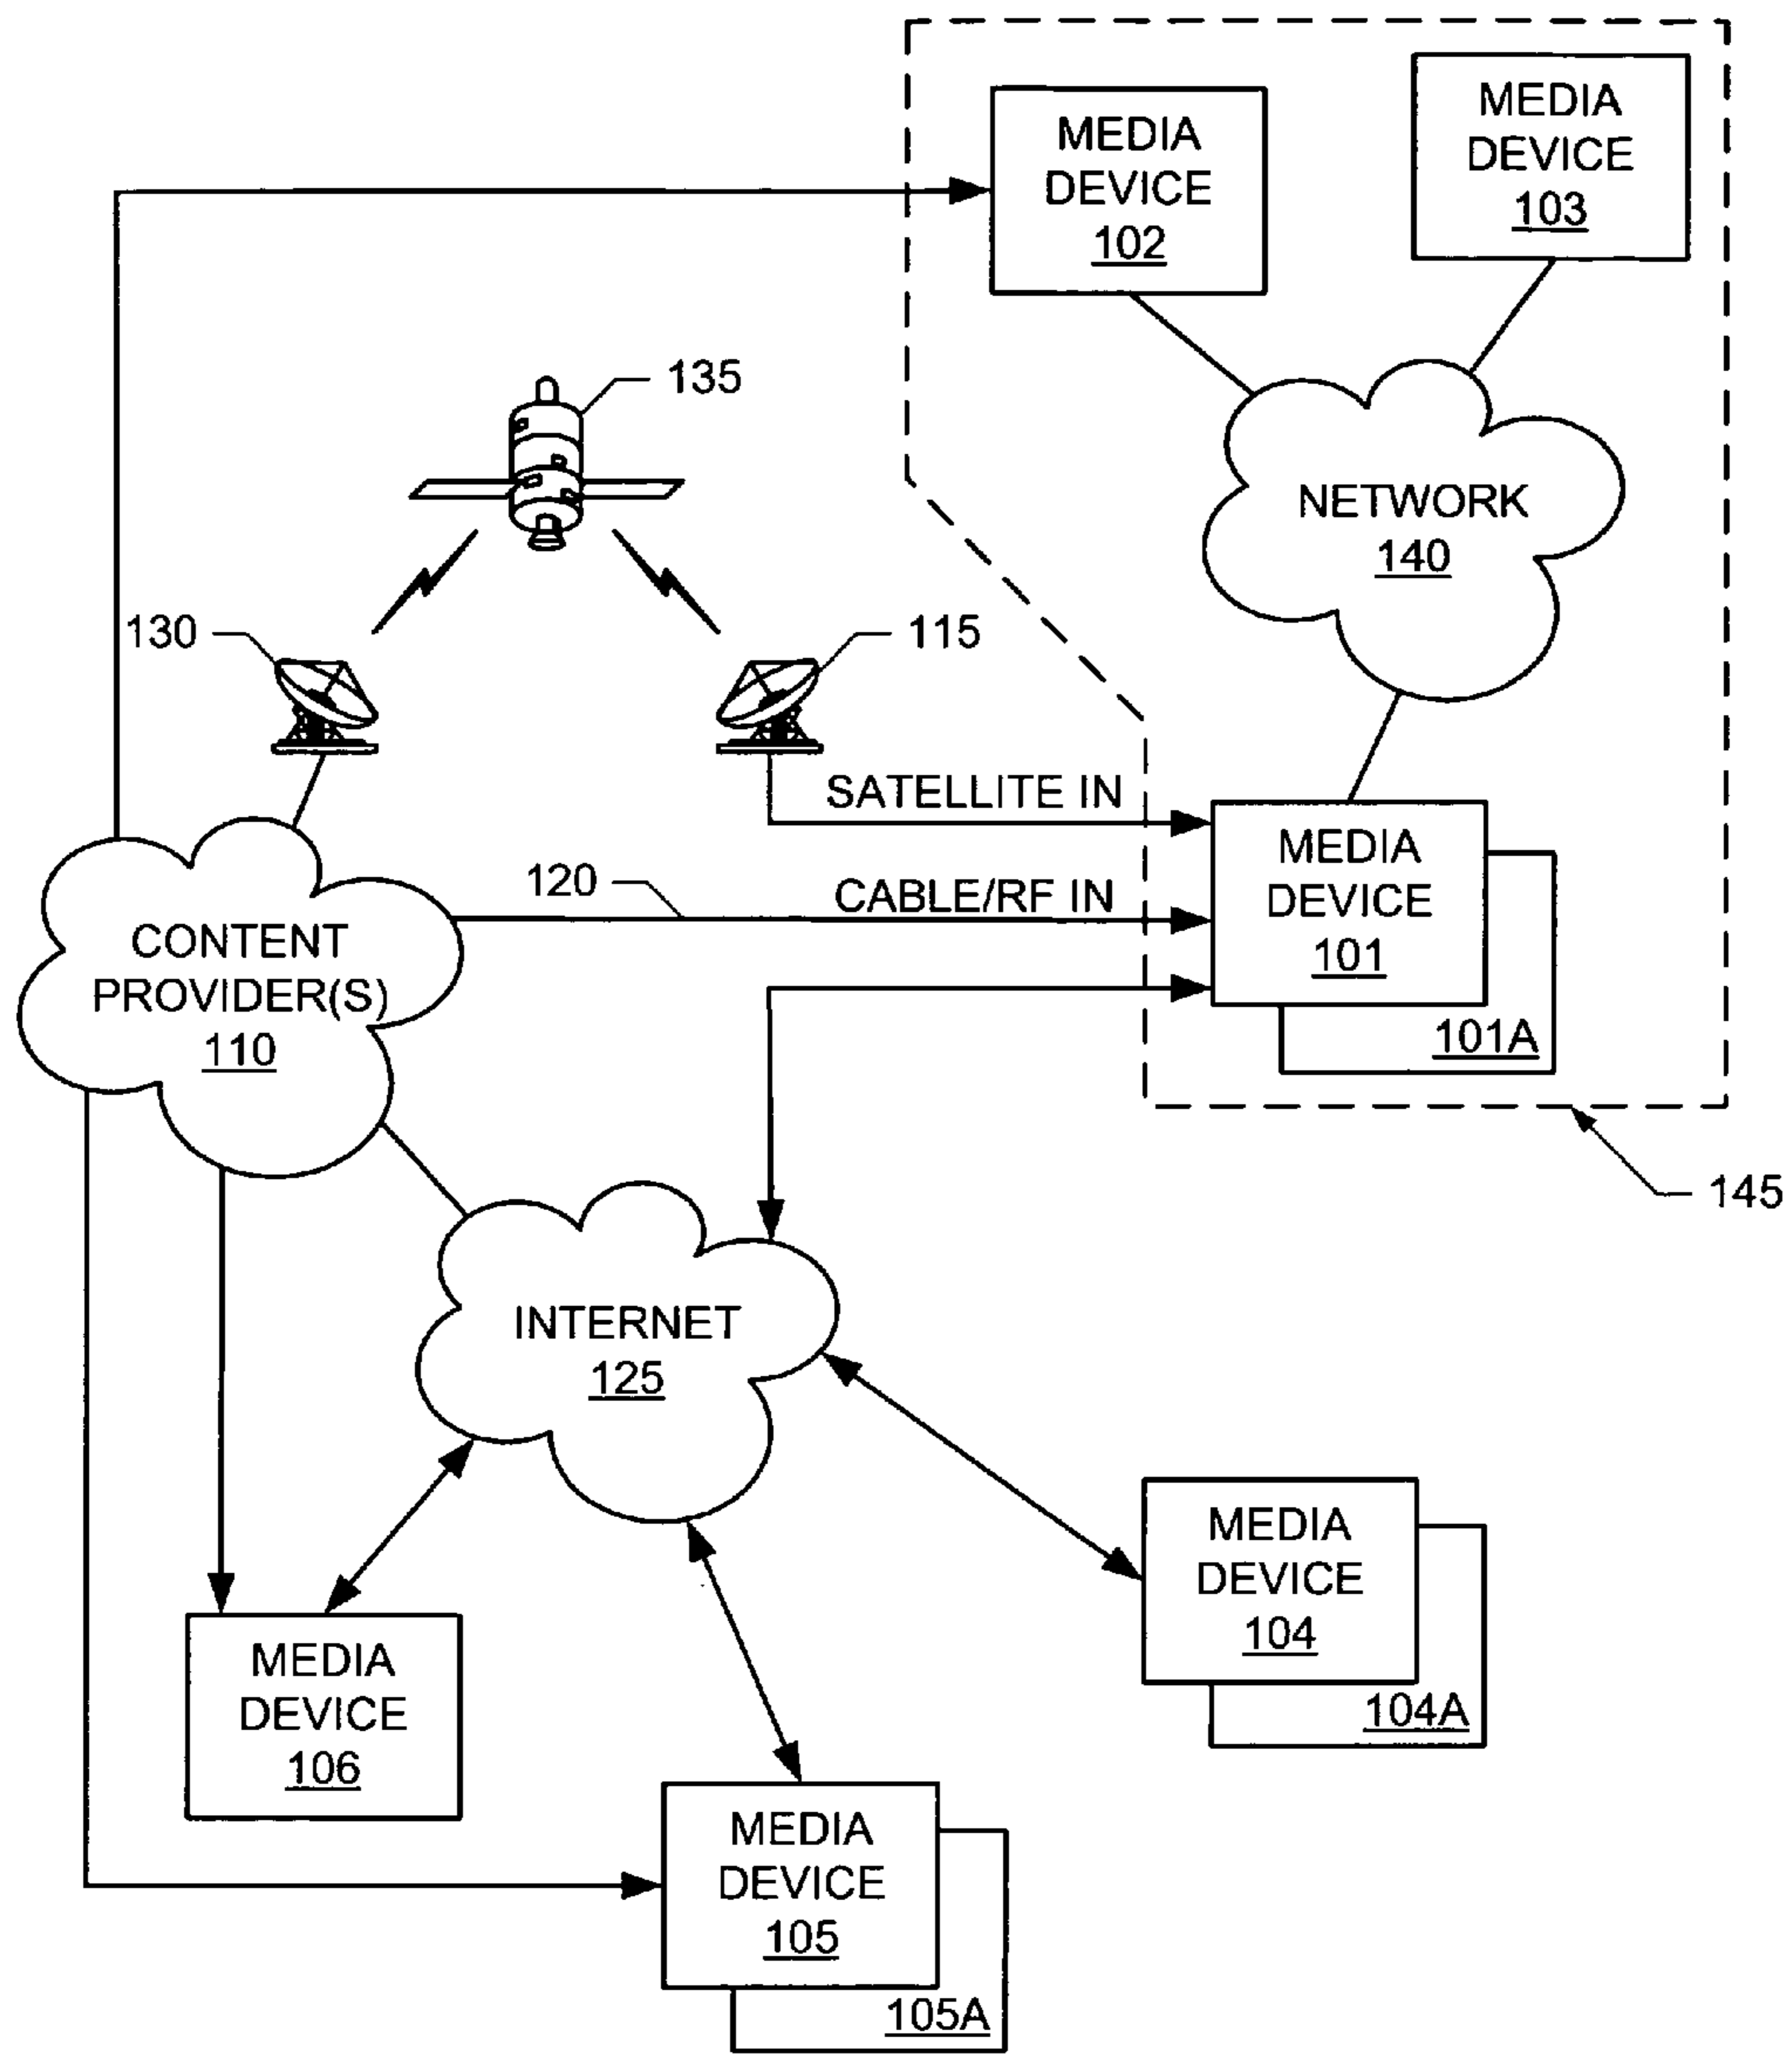 MEDIA
DEVICE
103
MEDIA
DEVICE
102
135
NETWORK
140
130
115
SATELLITE IN
MEDIA
DEVICE
101
120
CABLE/RF IN
CONTENT
PROVIDER(S)
110
101A
145
INTERNET
125
MEDIA
DEVICE
104
104A
MEDIA
DEVICE
106
MEDIA
DEVICE
105
105A